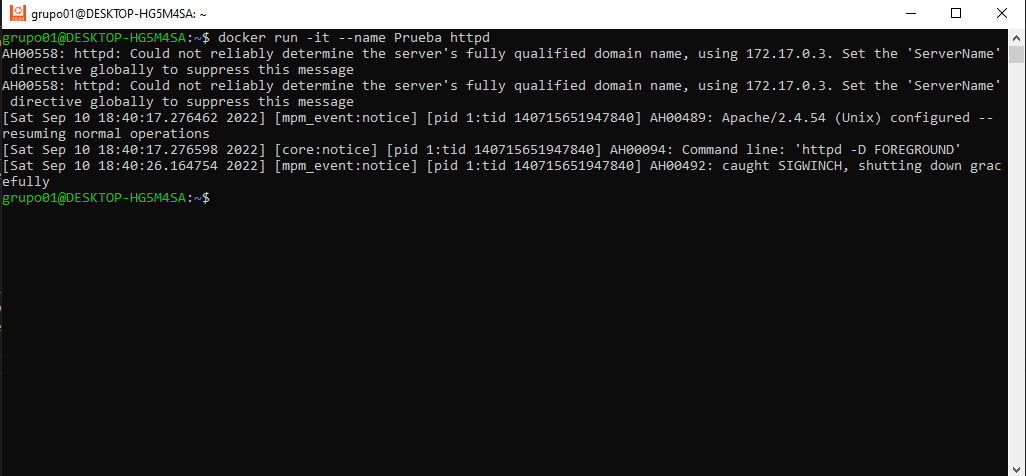 grupo01@DESKTOP-HG5M4SA: ~
grupo01@DESKTOP-HG5M4SA:~$ docker run -it --name Prueba httpd
AH00558: httpd: Could not reliably determine the server's fully qualified domain name, using 172.17.0.3. Set the 'ServerName'
 directive globally to suppress this message
AH00558: httpd: Could not reliably determine the server's fully qualified domain name, using 172.17.0.3. Set the 'ServerName'
 directive globally to suppress this message
[Sat Sep 10 18:40:17.276462 2022] [mpm_event:notice] [pid 1:tid 140715651947840] AH00489: Apache/2.4.54 (Unix) configured --
resuming normal operations
[Sat Sep 10 18:40:17.276598 2022] [core:notice] [pid 1:tid 140715651947840] AH00094: Command line: 'httpd -D FOREGROUND'
[Sat Sep 10 18:40:26.164754 2022] [mpm_event:notice] [pid 1:tid 140715651947840] AH00492: caught SIGWINCH, shutting down grac
efully
grupo01@DESKTOP-HG5M4SA:~$